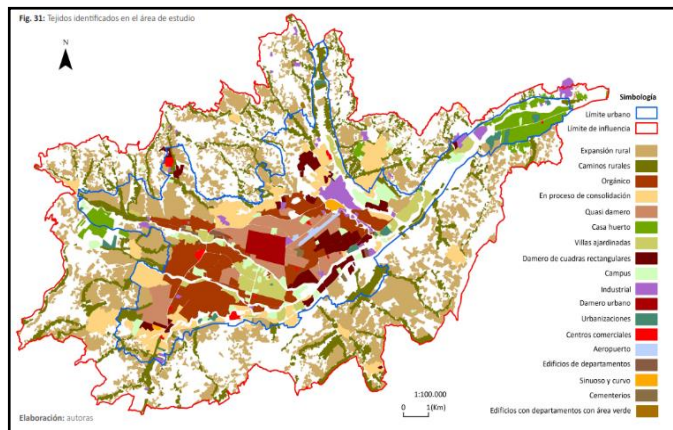 Fig. 31: Tejidos identificados en el área de estudio
N
Simbología
Límite urbano
Límite de influencia
Expansión rural
Caminos rurales
Orgánico
En proceso de consolidación
Quasi damero
Casa huerto
Villas ajardinadas
Damero de cuadras rectangulares
Campus
Industrial
Damero urbano
Urbanizaciones
Centros comerciales
Aeropuerto
Edificios de departamentos
Sinuoso y curvo
Cementerios
Edificios con departamentos con área verde
1:100.000
0 1(Km)
Elaboración: autoras